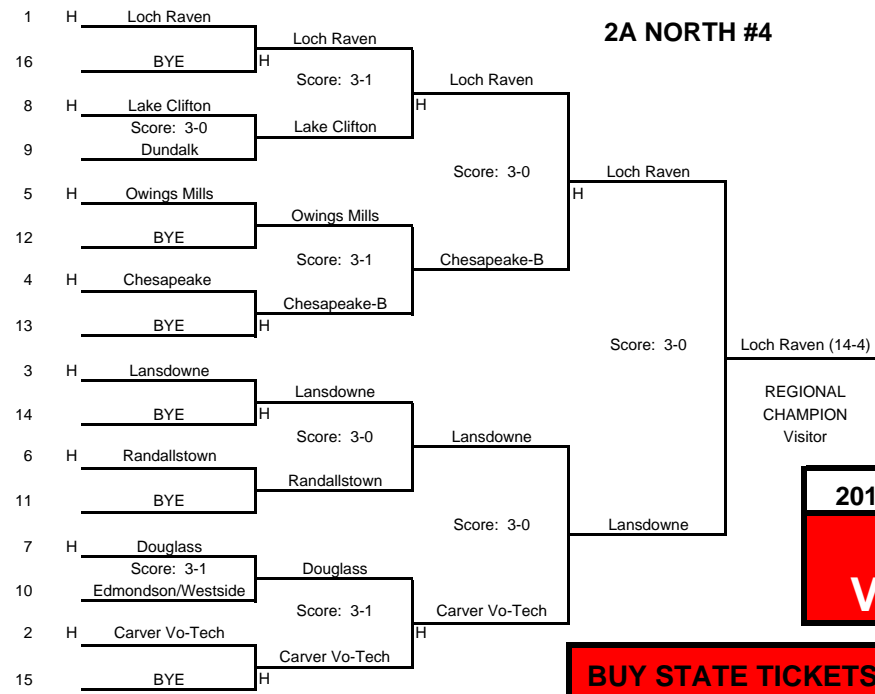 2A NORTH #4
1 H Loch Raven
Loch Raven
16 BYE H
Score: 3-1 Loch Raven
8 H Lake Clifton H
Score: 3-0 Lake Clifton
9 Dundalk
Score: 3-0 Loch Raven
5 H Owings Mills H
Owings Mills
12 BYE
Score: 3-1 Chesapeake-B
4 H Chesapeake
Chesapeake-B
13 BYE H
Score: 3-0 Loch Raven (14-4)
3 H Lansdowne
Lansdowne
REGIONAL
CHAMPION
Visitor
14 BYE H
Score: 3-0 Lansdowne
6 H Randallstown
Randallstown
11 BYE
Score: 3-0 Lansdowne
7 H Douglass
Score: 3-1 Douglass
10 Edmondson/Westside
Score: 3-1 Carver Vo-Tech
2 H Carver Vo-Tech H
Carver Vo-Tech
15 BYE H
201
V
BUY STATE TICKETS